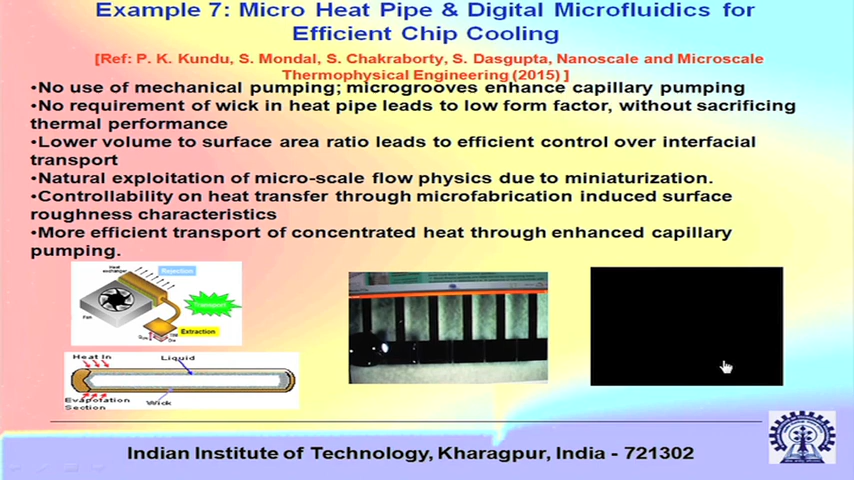 Example 7: Micro Heat Pipe & Digital Microfluidics for
Efficient Chip Cooling
[Ref: P. K. Kundu, S. Mondal, S. Chakraborty, S. Dasgupta, Nanoscale and Microscale
Thermophysical Engineering (2015) ]
•No use of mechanical pumping; microgrooves enhance capillary pumping
•No requirement of wick in heat pipe leads to low form factor, without sacrificing
thermal performance
•Lower volume to surface area ratio leads to efficient control over interfacial
transport
•Natural exploitation of micro-scale flow physics due to miniaturization.
•Controllability on heat transfer through microfabrication induced surface
roughness characteristics
•More efficient transport of concentrated heat through enhanced capillary
pumping.
Heat
exchanger
Rejection
Transport
Fan
Extraction
Die
Heat In
Liquid
Evaporation
Section
Wick
Indian Institute of Technology, Kharagpur, India - 721302